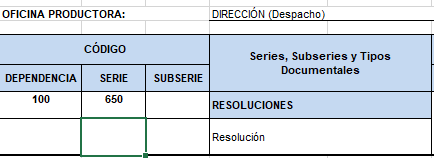 OFICINA PRODUCTORA: DIRECCIÓN (Despacho)
CÓDIGO
Series, Subseries y Tipos
Documentales
DEPENDENCIA SERIE SUBSERIE
100 650 RESOLUCIONES
Resolución